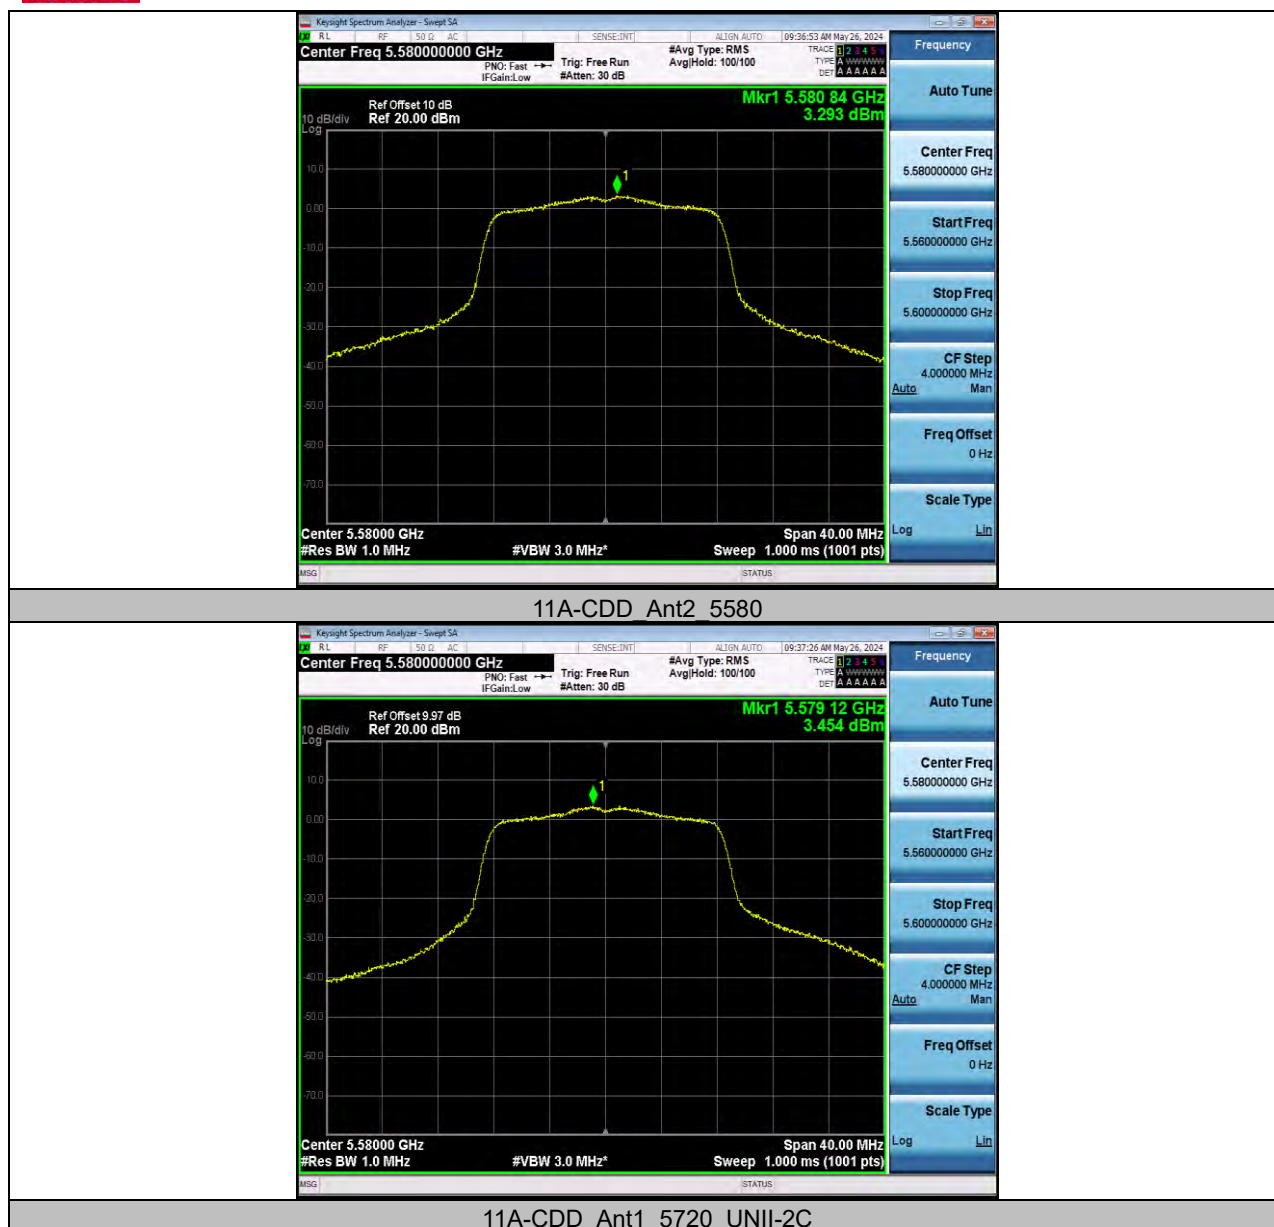 Keysight Spectrum Analyzer - Swept SA
RL RF 50 Ω AC SENSE:INT ALIGN AUTO 09:36:53 AM May 26, 2024
Center Freq 5.580000000 GHz
PNO: Fast
IFGain:Low
Trig: Free Run
#Atten: 30 dB
#Avg Type: RMS
Avg|Hold: 100/100
TRACE 1 2 3 4 5
TYPE A
DET A A A A A A
Frequency
Auto Tune
Mkr1 5.580 84 GHz
3.293 dBm
Ref Offset 10 dB
10 dB/div Ref 20.00 dBm
Log
10.0
0.00
-10.0
-20.0
-30.0
-40.0
-50.0
-60.0
-70.0
1
Center Freq
5.580000000 GHz
Start Freq
5.560000000 GHz
Stop Freq
5.600000000 GHz
CF Step
4.000000 MHz
Auto Man
Freq Offset
0 Hz
Scale Type
Log Lin
Center 5.58000 GHz Span 40.00 MHz
#Res BW 1.0 MHz #VBW 3.0 MHz* Sweep 1.000 ms (1001 pts)
MSG STATUS
11A-CDD_Ant2_5580
Keysight Spectrum Analyzer - Swept SA
RL RF 50 Ω AC SENSE:INT ALIGN AUTO 09:37:26 AM May 26, 2024
Center Freq 5.580000000 GHz
PNO: Fast
IFGain:Low
Trig: Free Run
#Atten: 30 dB
#Avg Type: RMS
Avg|Hold: 100/100
TRACE 1 2 3 4 5
TYPE A
DET A A A A A A
Frequency
Auto Tune
Mkr1 5.579 12 GHz
3.454 dBm
Ref Offset 9.97 dB
10 dB/div Ref 20.00 dBm
Log
10.0
0.00
-10.0
-20.0
-30.0
-40.0
-50.0
-60.0
-70.0
1
Center Freq
5.580000000 GHz
Start Freq
5.560000000 GHz
Stop Freq
5.600000000 GHz
CF Step
4.000000 MHz
Auto Man
Freq Offset
0 Hz
Scale Type
Log Lin
Center 5.58000 GHz Span 40.00 MHz
#Res BW 1.0 MHz #VBW 3.0 MHz* Sweep 1.000 ms (1001 pts)
MSG STATUS
11A-CDD_Ant1_5720_UNII-2C